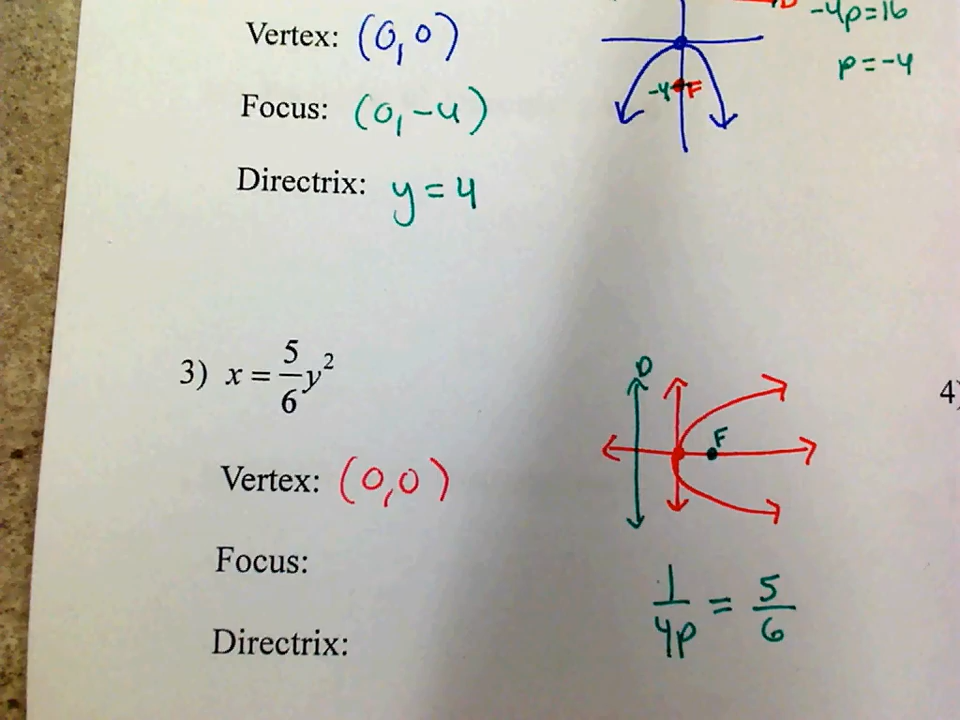 Vertex: (0,0)
-4p=16
p=-4
Focus: (0,-4)
-4 F
Directrix: y=4
3) x = 5/6 y²
D
F
4)
Vertex: (0,0)
Focus:
1/4p = 5/6
Directrix: